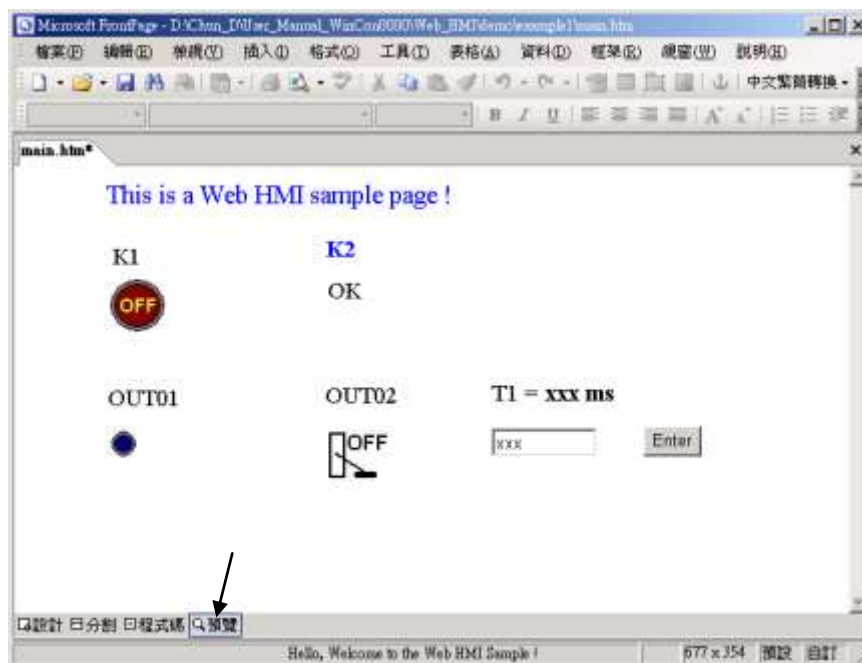 Microsoft FrontPage - D:\Chun_D\User_Manual_WinCon8000\Web_HMI\demo\example1\main.htm
檔案(F) 編輯(E) 檢視(V) 插入(I) 格式(O) 工具(T) 表格(A) 資料(D) 框架(R) 視窗(W) 說明(H)
中文繁簡轉換
B I U A A
main.htm*
This is a Web HMI sample page !
K1 K2
OFF OK
OUT01 OUT02 T1 = xxx ms
OFF xxx Enter
設計 分割 程式碼 預覽
Hello, Welcome to the Web HMI Sample ! 677 x 354 預設 自訂